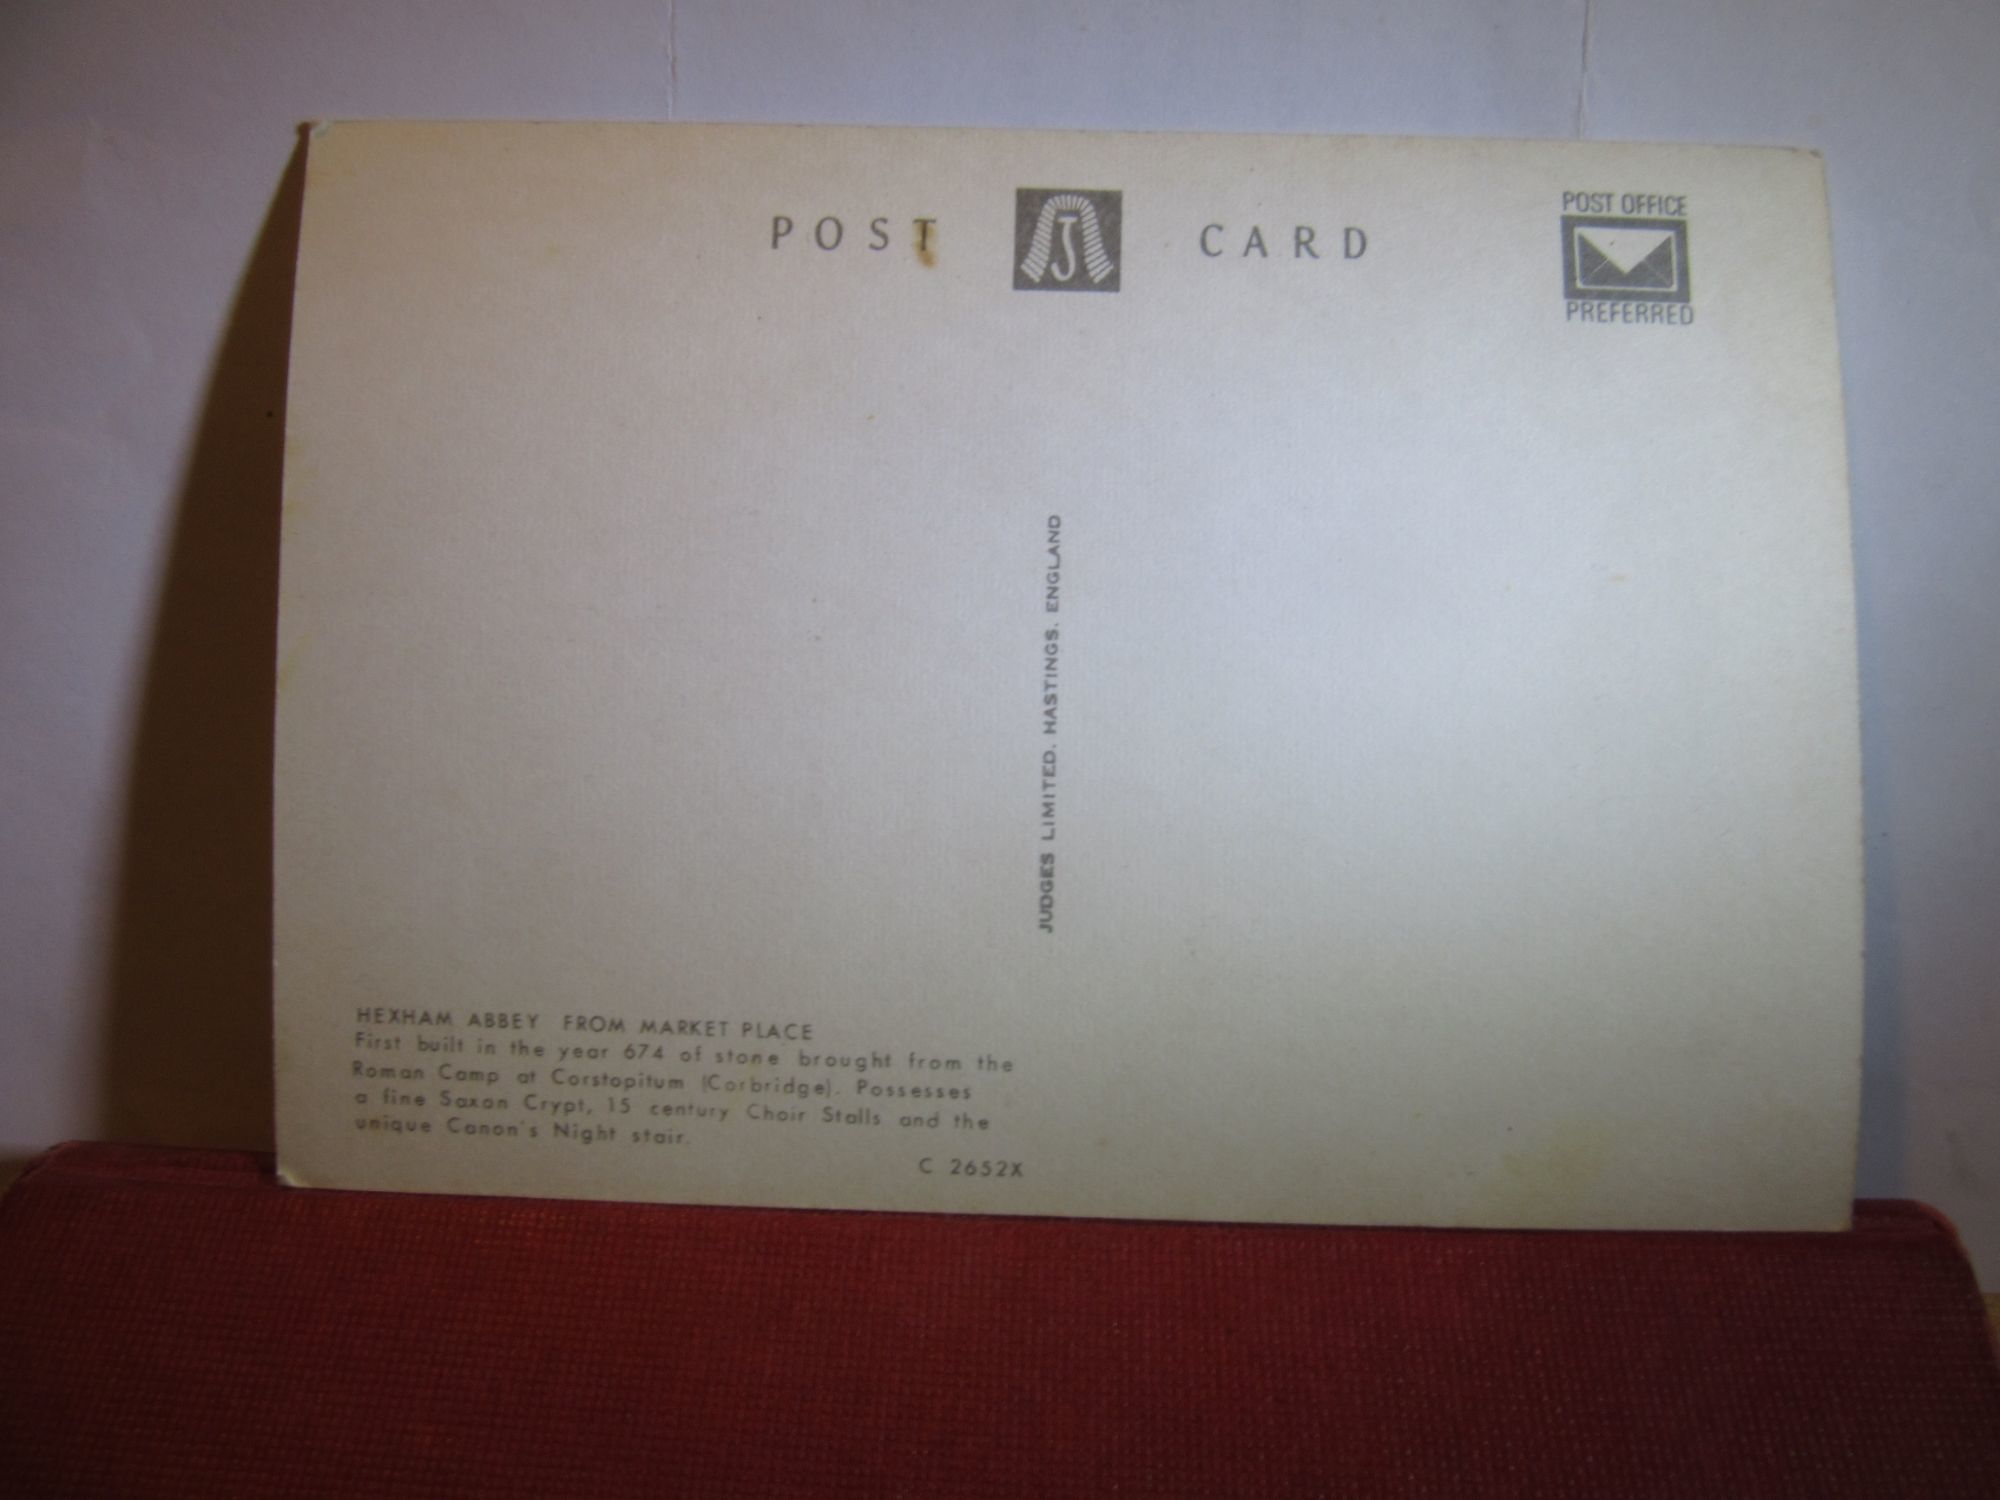 POST J CARD
POST OFFICE
PREFERRED
JUDGES LIMITED. HASTINGS. ENGLAND
HEXHAM ABBEY FROM MARKET PLACE
First built in the year 674 of stone brought from the
Roman Camp at Corstopitum (Corbridge). Possesses
a fine Saxon Crypt, 15 century Choir Stalls and the
unique Canon's Night stair.
C 2652X